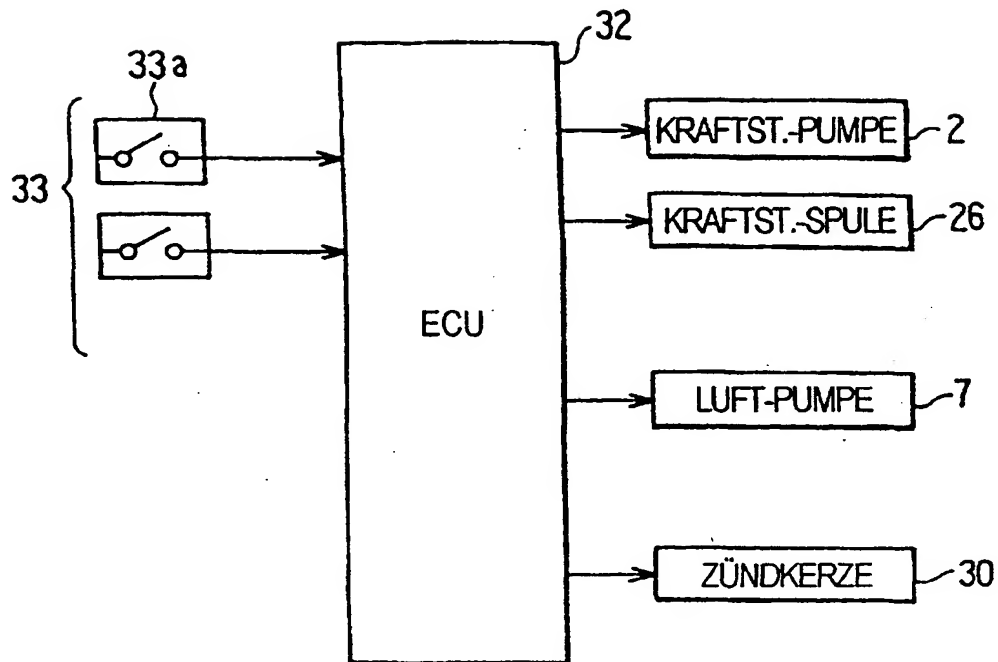 32
33a
KRAFTST.-PUMPE 2
33
KRAFTST.-SPULE 26
ECU
LUFT-PUMPE 7
ZÜNDKERZE 30